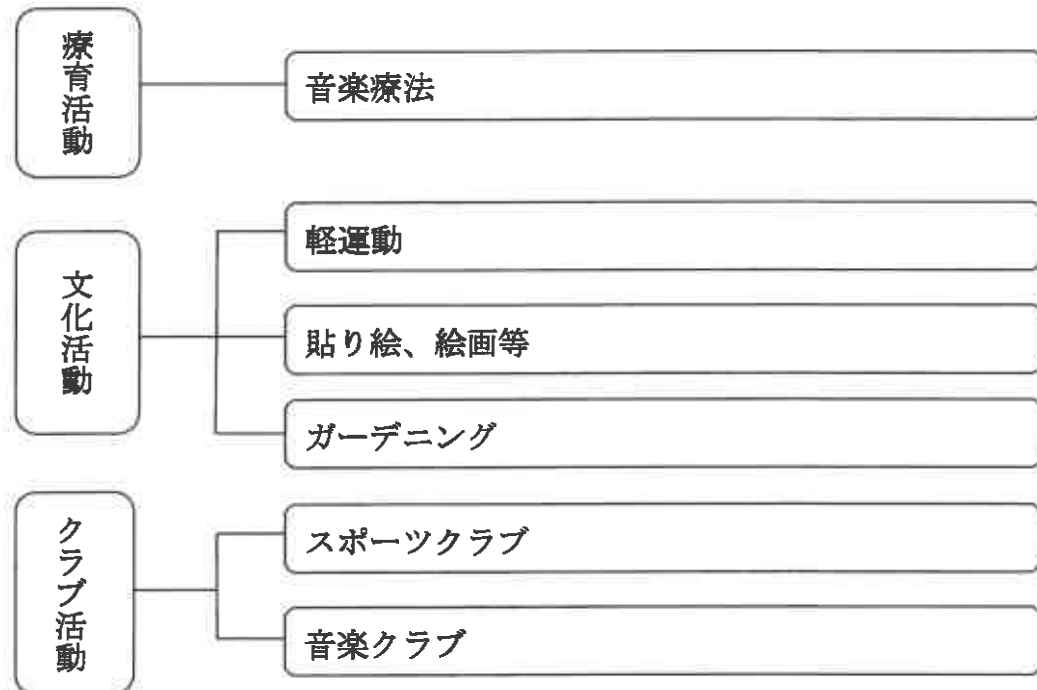 療育活動
音楽療法
文化活動
軽運動
貼り絵、絵画等
ガーデニング
クラブ活動
スポーツクラブ
音楽クラブ